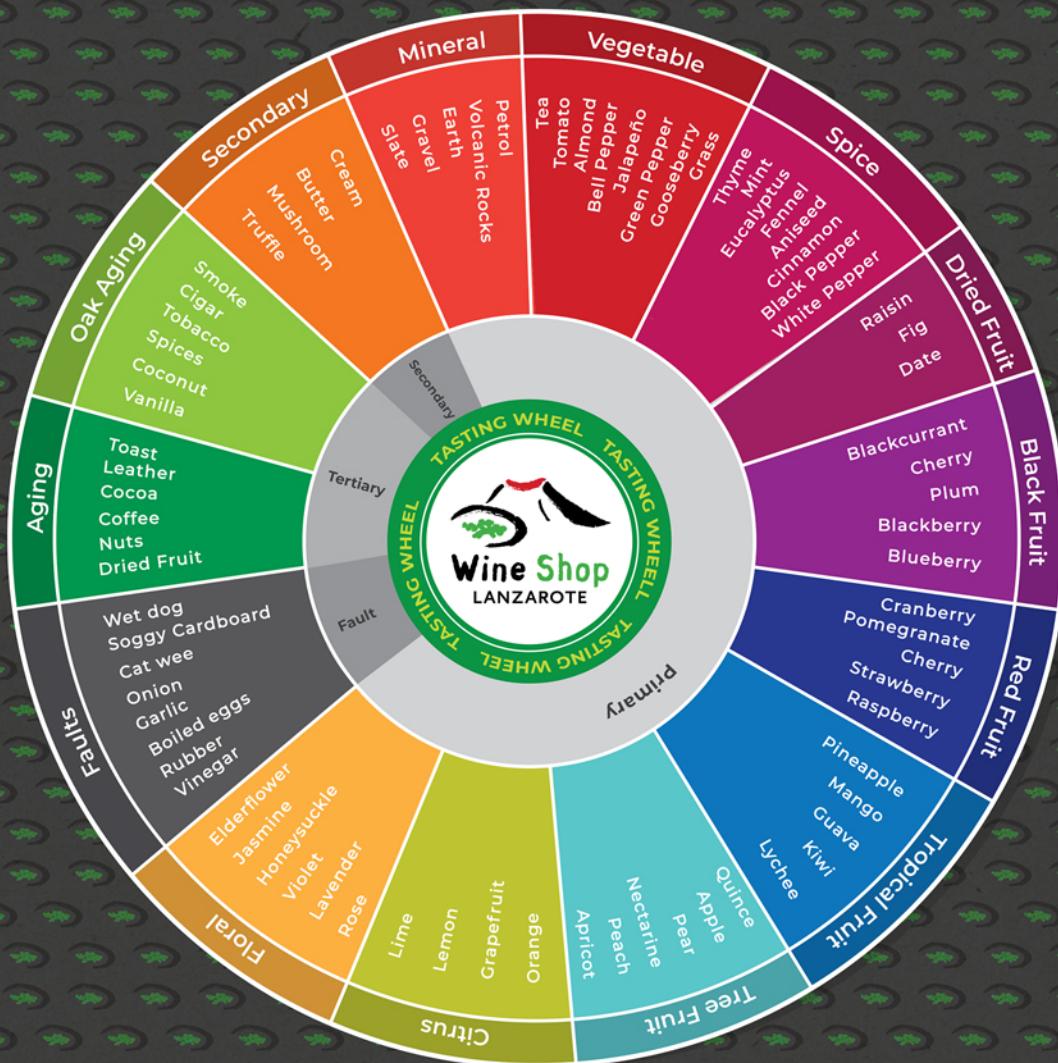 Mineral
Slate
Gravel
Earth
Volcanic Rocks
Petrol
Vegetable
Tea
Tomato
Almond
Bell Pepper
Jalapeño
Green Pepper
Gooseberry
Grass
Spice
Thyme
Mint
Eucalyptus
Fennel
Aniseed
Cinnamon
Black Pepper
White Pepper
Dried Fruit
Raisin
Fig
Date
Black Fruit
Blackcurrant
Cherry
Plum
Blackberry
Blueberry
Red Fruit
Cranberry
Pomegranate
Cherry
Strawberry
Raspberry
Tropical Fruit
Pineapple
Mango
Guava
Kiwi
Lychee
Tree Fruit
Quince
Apple
Pear
Nectarine
Peach
Apricot
Citrus
Orange
Grapefruit
Lemon
Lime
Floral
Elderflower
Jasmine
Honeysuckle
Violet
Lavender
Rose
Faults
Wet dog
Soggy Cardboard
Cat wee
Onion
Garlic
Boiled eggs
Rubber
Vinegar
Aging
Toast
Leather
Cocoa
Coffee
Nuts
Dried Fruit
Oak Aging
Smoke
Cigar
Tobacco
Spices
Coconut
Vanilla
Secondary
Cream
Butter
Mushroom
Truffle
Secondary
Tertiary
Fault
primary
TASTING WHEEL
TASTING WHEELL
TASTING WHEEL
TASTING WHEEL
Wine Shop
LANZAROTE